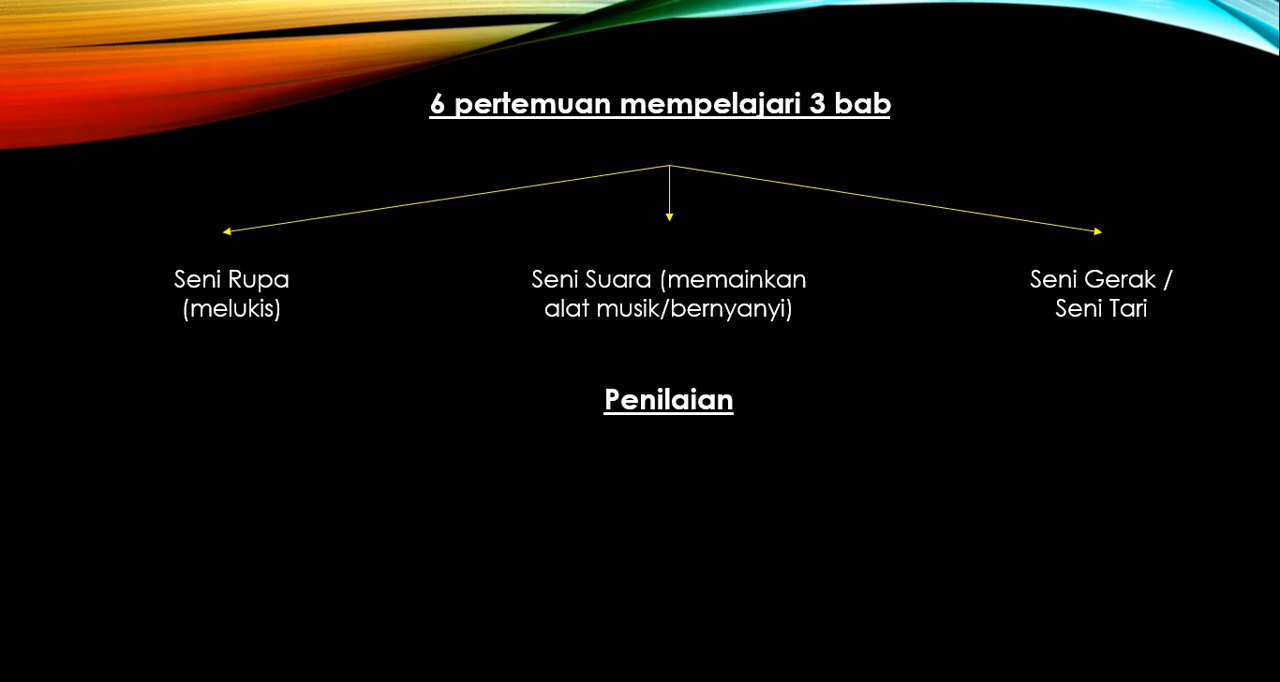 6 pertemuan mempelajari 3 bab
Seni Rupa
(melukis)
Seni Suara (memainkan
alat musik/bernyanyi)
Seni Gerak /
Seni Tari
Penilaian